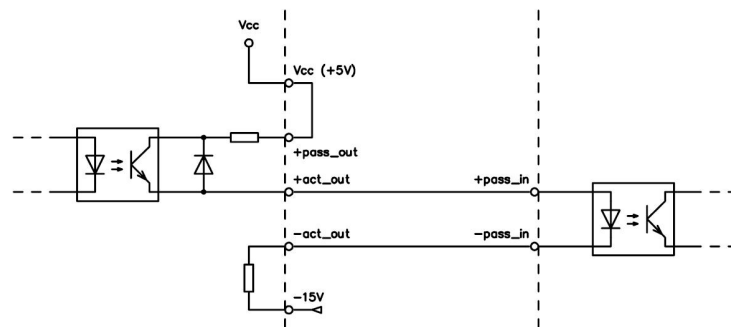 Vcc
Vcc (+5V)
+pass_out
+act_out
+pass_in
-act_out
-pass_in
-15V